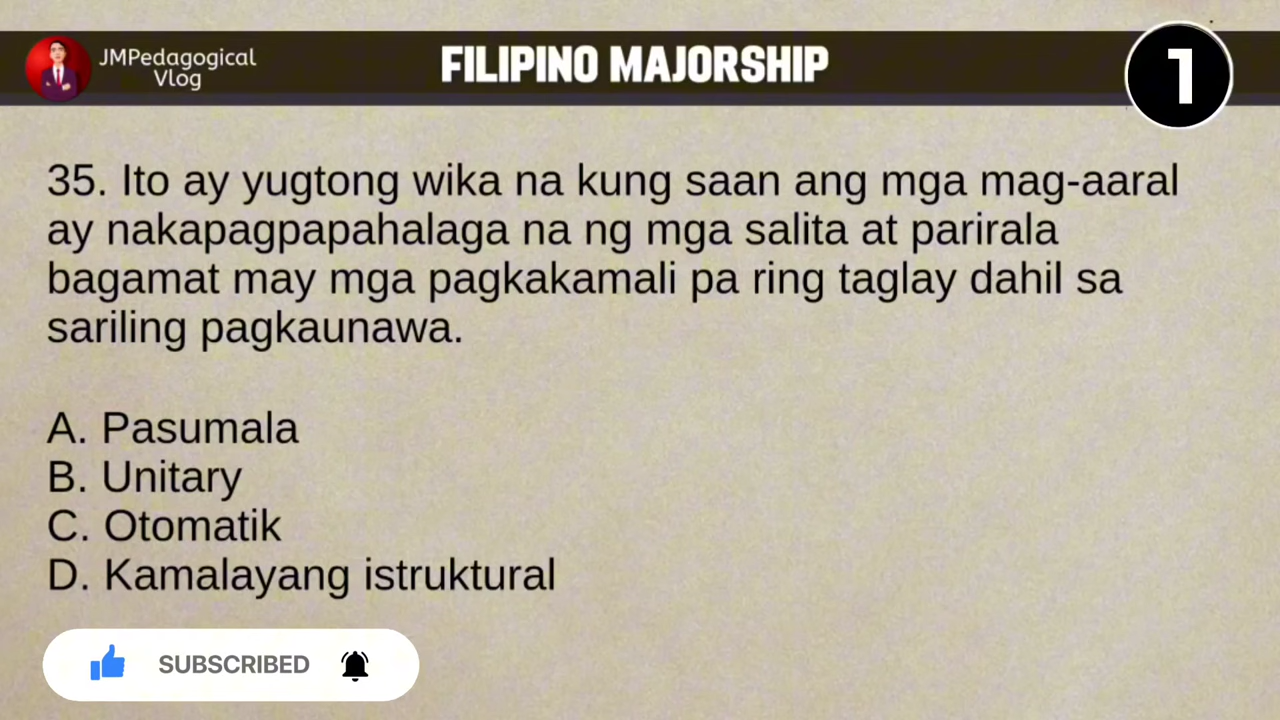 JMPedagogical
Vlog
FILIPINO MAJORSHIP
1
35. Ito ay yugtong wika na kung saan ang mga mag-aaral
ay nakapagpapahalaga na ng mga salita at parirala
bagamat may mga pagkakamali pa ring taglay dahil sa
sariling pagkaunawa.
A. Pasumala
B. Unitary
C. Otomatik
D. Kamalayang istruktural
SUBSCRIBED